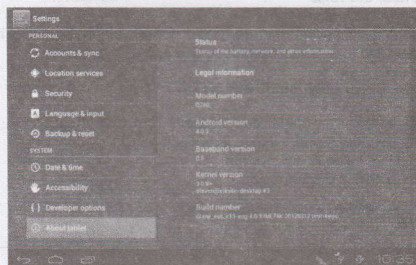 Settings
PERSONAL
Accounts & sync
Location services
Security
Language & input
Backup & reset
SYSTEM
Date & time
Accessibility
Developer options
About tablet
Status
Status of the battery, network, and other information
Legal information
Model number
Android version
4.0.3
Baseband version
Kernel version
Build number
10:35